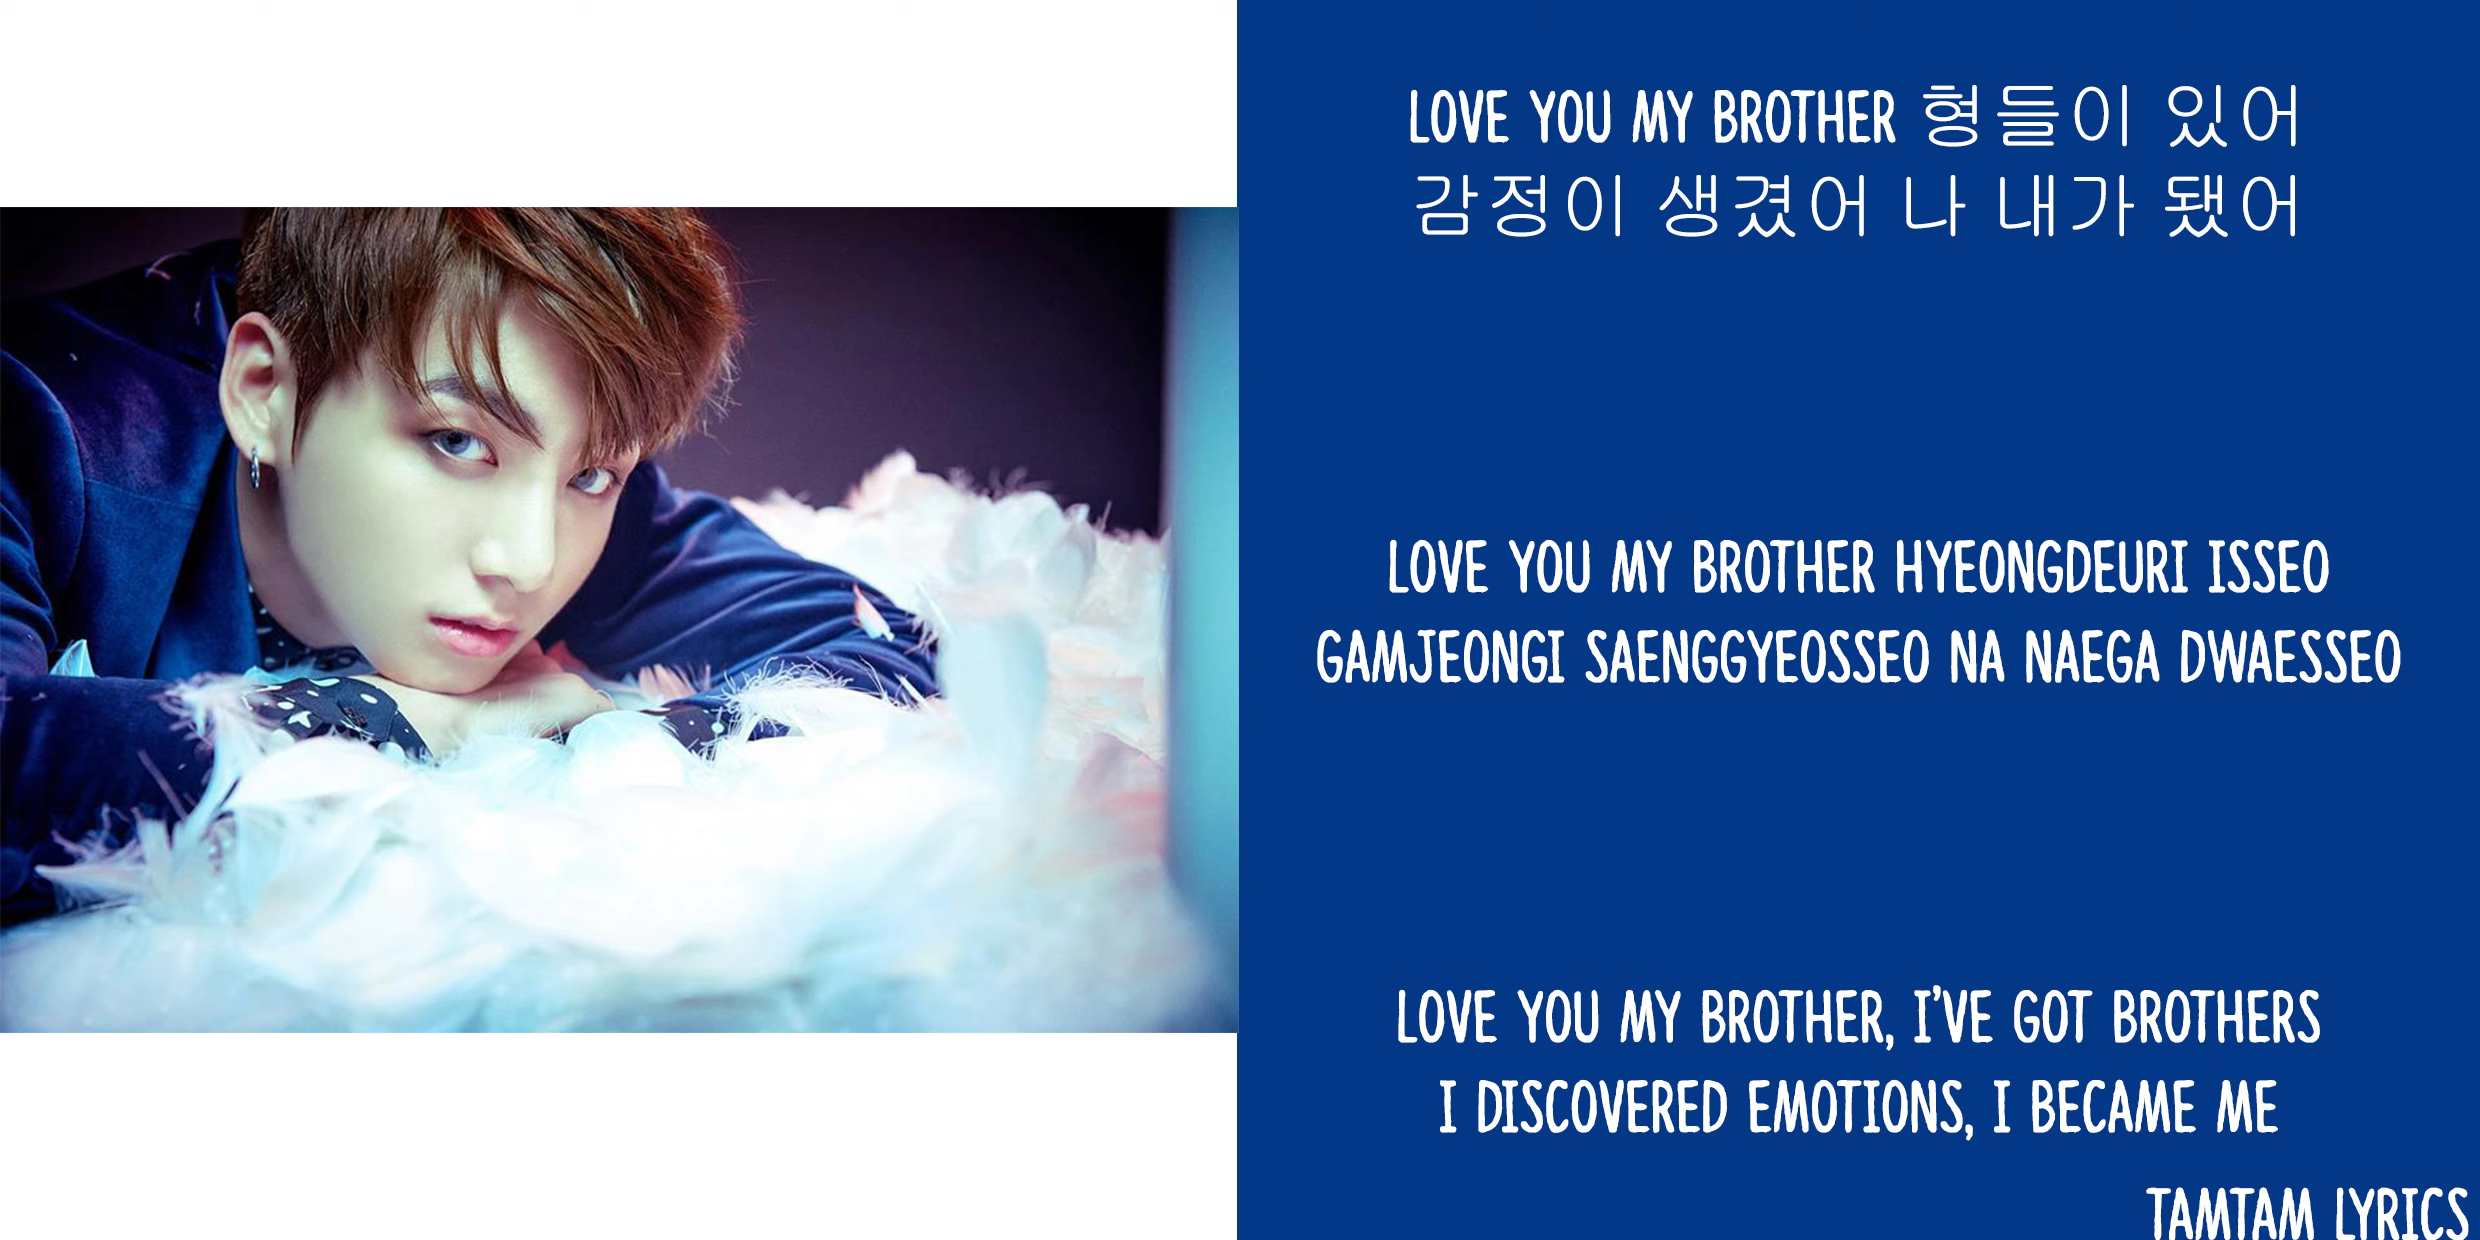 LOVE YOU MY BROTHER 형들이 있어
감정이 생겼어 나 내가 됐어
LOVE YOU MY BROTHER HYEONGDEURI ISSEO
GAMJEONGI SAENGGYEOSSEO NA NAEGA DWAESSEO
LOVE YOU MY BROTHER, I'VE GOT BROTHERS
I DISCOVERED EMOTIONS, I BECAME ME
TAMTAM LYRICS